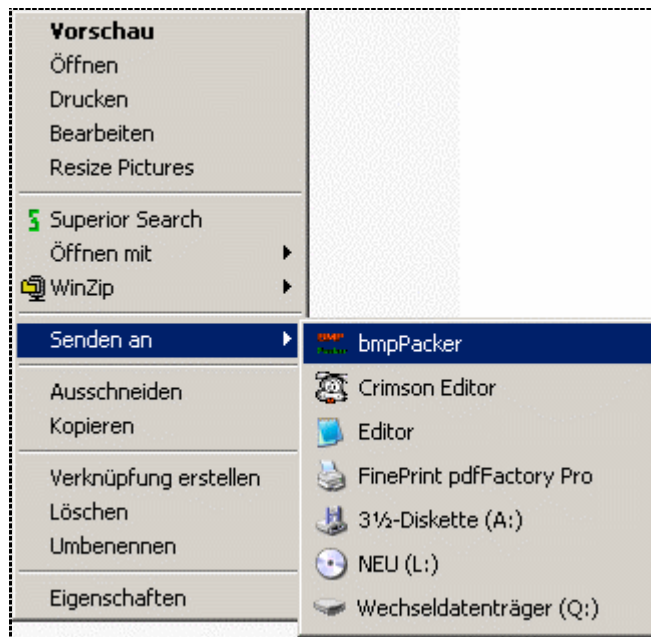 Vorschau
Öffnen
Drucken
Bearbeiten
Resize Pictures
Superior Search
Öffnen mit
WinZip
Senden an
Ausschneiden
Kopieren
Verknüpfung erstellen
Löschen
Umbenennen
Eigenschaften
BMP
bmpPacker
Crimson Editor
Editor
FinePrint pdfFactory Pro
3½-Diskette (A:)
NEU (L:)
Wechseldatenträger (Q:)